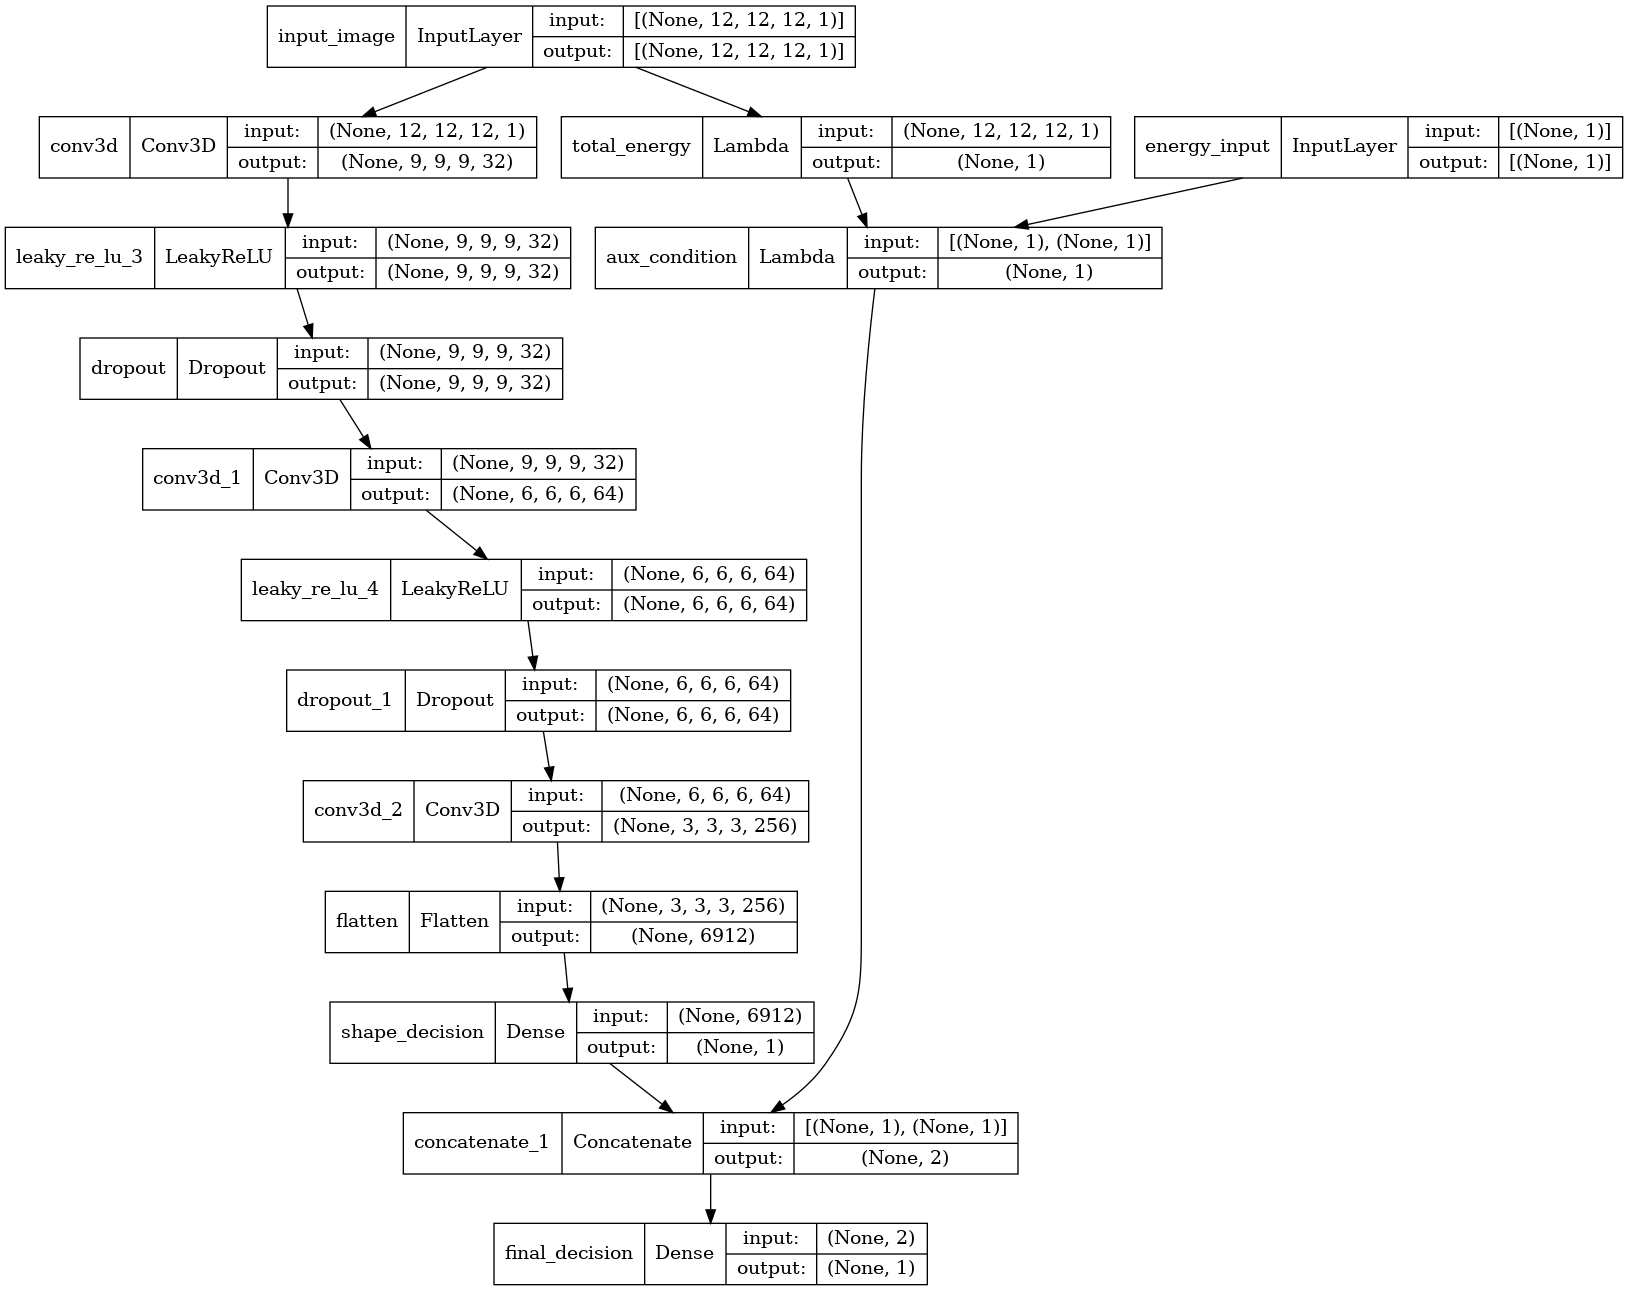 input_image InputLayer input: [(None, 12, 12, 12, 1)]
output: [(None, 12, 12, 12, 1)]
conv3d Conv3D input: (None, 12, 12, 12, 1)
output: (None, 9, 9, 9, 32)
total_energy Lambda input: (None, 12, 12, 12, 1)
output: (None, 1)
energy_input InputLayer input: [(None, 1)]
output: [(None, 1)]
leaky_re_lu_3 LeakyReLU input: (None, 9, 9, 9, 32)
output: (None, 9, 9, 9, 32)
aux_condition Lambda input: [(None, 1), (None, 1)]
output: (None, 1)
dropout Dropout input: (None, 9, 9, 9, 32)
output: (None, 9, 9, 9, 32)
conv3d_1 Conv3D input: (None, 9, 9, 9, 32)
output: (None, 6, 6, 6, 64)
leaky_re_lu_4 LeakyReLU input: (None, 6, 6, 6, 64)
output: (None, 6, 6, 6, 64)
dropout_1 Dropout input: (None, 6, 6, 6, 64)
output: (None, 6, 6, 6, 64)
conv3d_2 Conv3D input: (None, 6, 6, 6, 64)
output: (None, 3, 3, 3, 256)
flatten Flatten input: (None, 3, 3, 3, 256)
output: (None, 6912)
shape_decision Dense input: (None, 6912)
output: (None, 1)
concatenate_1 Concatenate input: [(None, 1), (None, 1)]
output: (None, 2)
final_decision Dense input: (None, 2)
output: (None, 1)